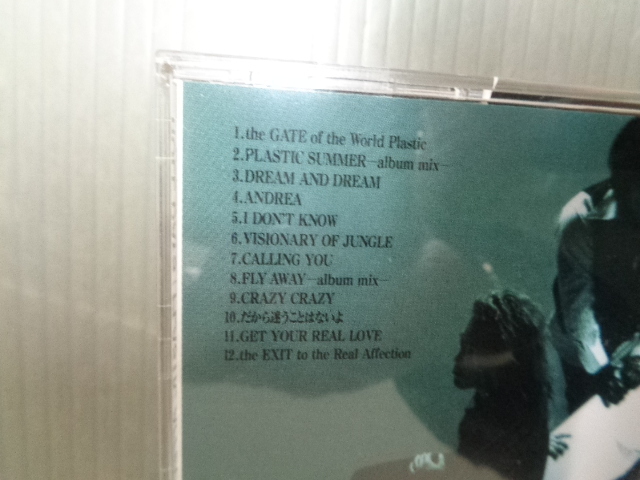 1.the GATE of the World Plastic
2.PLASTIC SUMMER—album mix—
3.DREAM AND DREAM
4.ANDREA
5.I DON'T KNOW
6.VISIONARY OF JUNGLE
7.CALLING YOU
8.FLY AWAY—album mix—
9.CRAZY CRAZY
10.だから迷うことはないよ
11.GET YOUR REAL LOVE
12.the EXIT to the Real Affection